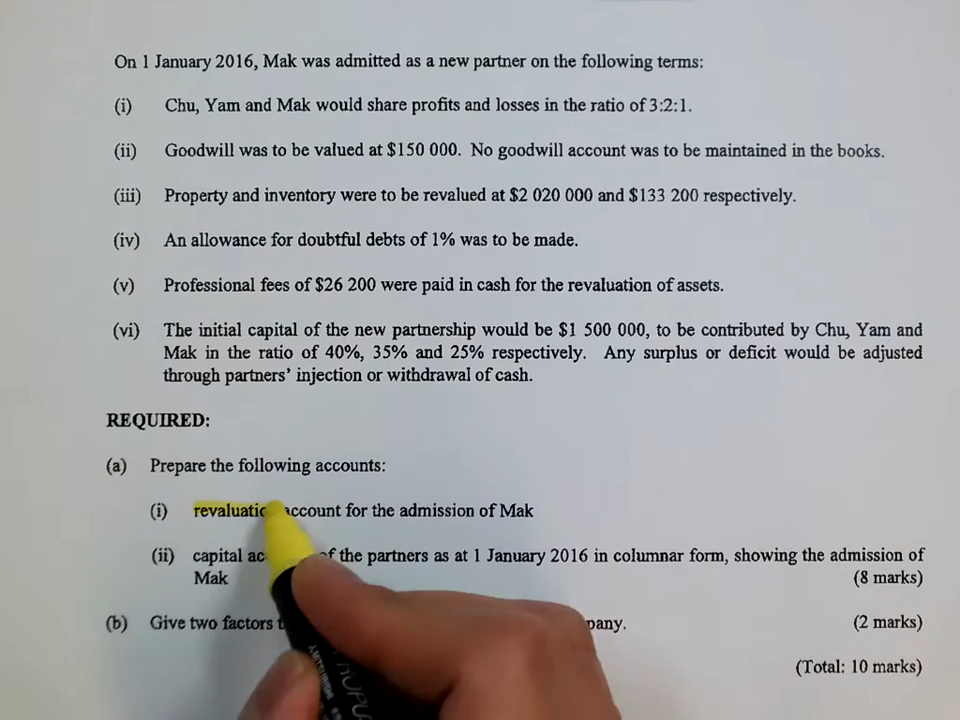 On 1 January 2016, Mak was admitted as a new partner on the following terms:
(i) Chu, Yam and Mak would share profits and losses in the ratio of 3:2:1.
(ii) Goodwill was to be valued at $150 000. No goodwill account was to be maintained in the books.
(iii) Property and inventory were to be revalued at $2 020 000 and $133 200 respectively.
(iv) An allowance for doubtful debts of 1% was to be made.
(v) Professional fees of $26 200 were paid in cash for the revaluation of assets.
(vi) The initial capital of the new partnership would be $1 500 000, to be contributed by Chu, Yam and
Mak in the ratio of 40%, 35% and 25% respectively. Any surplus or deficit would be adjusted
through partners' injection or withdrawal of cash.
REQUIRED:
(a) Prepare the following accounts:
(i) revaluation account for the admission of Mak
(ii) capital of the partners as at 1 January 2016 in columnar form, showing the admission of
Mak (8 marks)
(b) Give two factors (2 marks)
(Total: 10 marks)